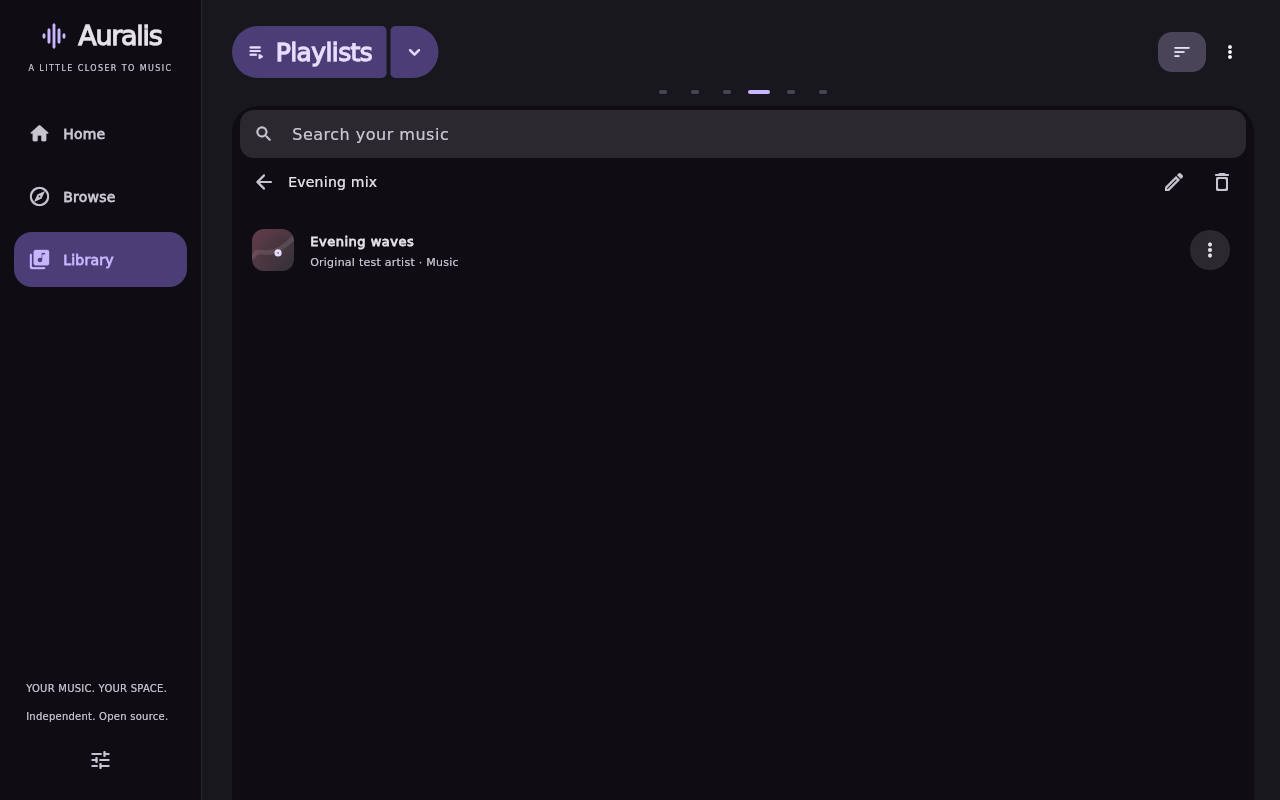 Auralis
A LITTLE CLOSER TO MUSIC
Home
Browse
Library
YOUR MUSIC. YOUR SPACE.
Independent. Open source.
Playlists
Search your music
Evening mix
Evening waves
Original test artist · Music